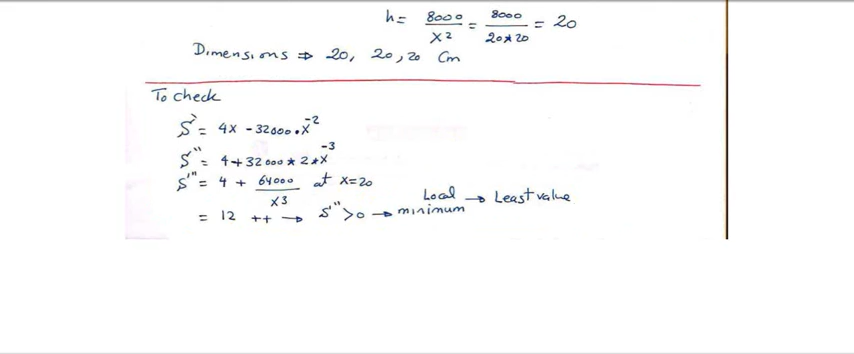 h = 8000/x² = 8000/20*20 = 20
Dimensions ⇒ 20, 20, 20 Cm
To check
S` = 4x - 32000 . x⁻²
S`` = 4 + 32000 * 2 * x⁻³
S``` = 4 + 64000/x3 at x=20
= 12 ++ → S`` > 0 → Local minimum → Least value